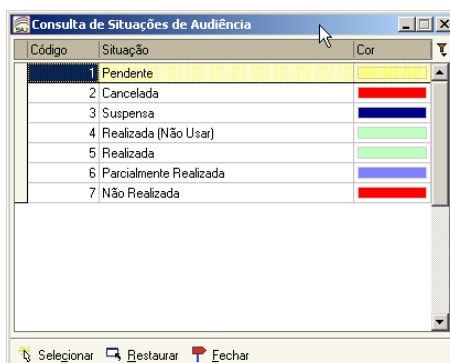 Consulta de Situações de Audiência
Código Situação Cor
1 Pendente
2 Cancelada
3 Suspensa
4 Realizada (Não Usar)
5 Realizada
6 Parcialmente Realizada
7 Não Realizada
Selecionar Restaurar Fechar